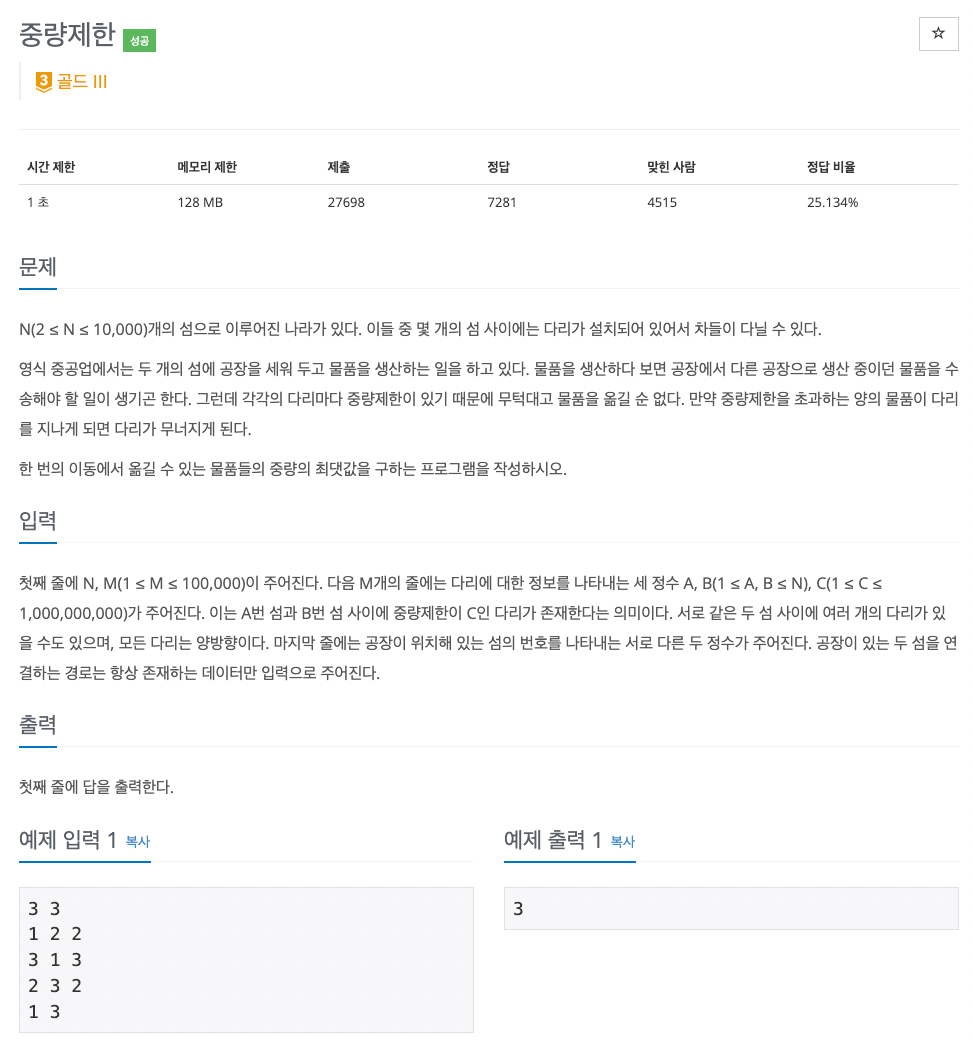 중량제한 성공
☆
3 골드 III
시간 제한 메모리 제한 제출 정답 맞힌 사람 정답 비율
1 초 128 MB 27698 7281 4515 25.134%
문제
N(2 ≤ N ≤ 10,000)개의 섬으로 이루어진 나라가 있다. 이들 중 몇 개의 섬 사이에는 다리가 설치되어 있어서 차들이 다닐 수 있다.
영식 중공업에서는 두 개의 섬에 공장을 세워 두고 물품을 생산하는 일을 하고 있다. 물품을 생산하다 보면 공장에서 다른 공장으로 생산 중이던 물품을 수
송해야 할 일이 생기곤 한다. 그런데 각각의 다리마다 중량제한이 있기 때문에 무턱대고 물품을 옮길 순 없다. 만약 중량제한을 초과하는 양의 물품이 다리
를 지나게 되면 다리가 무너지게 된다.
한 번의 이동에서 옮길 수 있는 물품들의 중량의 최댓값을 구하는 프로그램을 작성하시오.
입력
첫째 줄에 N, M(1 ≤ M ≤ 100,000)이 주어진다. 다음 M개의 줄에는 다리에 대한 정보를 나타내는 세 정수 A, B(1 ≤ A, B ≤ N), C(1 ≤ C ≤
1,000,000,000)가 주어진다. 이는 A번 섬과 B번 섬 사이에 중량제한이 C인 다리가 존재한다는 의미이다. 서로 같은 두 섬 사이에 여러 개의 다리가 있
을 수도 있으며, 모든 다리는 양방향이다. 마지막 줄에는 공장이 위치해 있는 섬의 번호를 나타내는 서로 다른 두 정수가 주어진다. 공장이 있는 두 섬을 연
결하는 경로는 항상 존재하는 데이터만 입력으로 주어진다.
출력
첫째 줄에 답을 출력한다.
예제 입력 1 복사
3 3
1 2 2
3 1 3
2 3 2
1 3
예제 출력 1 복사
3